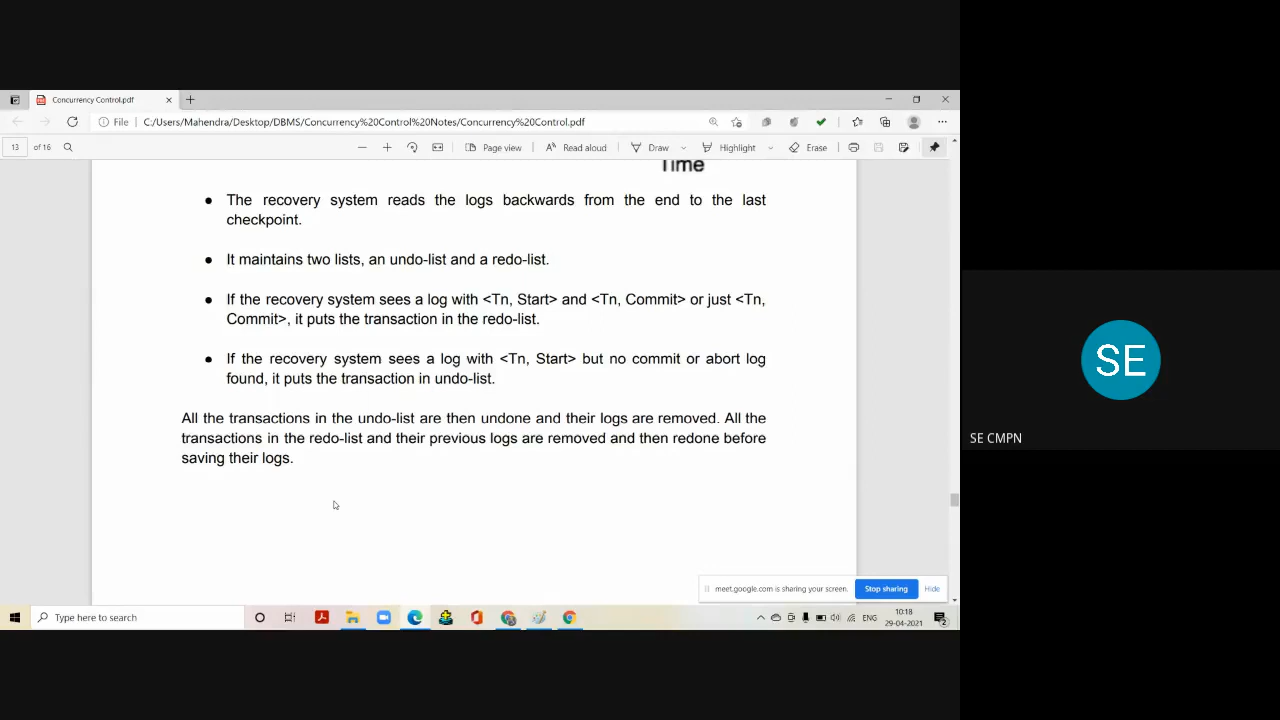 Concurrency Control.pdf
File
C:/Users/Mahendra/Desktop/DBMS/Concurrency%20Control%20Notes/Concurrency%20Control.pdf
13 of 16
Page view
Read aloud
Draw
Highlight
Erase
Time
● The recovery system reads the logs backwards from the end to the last
checkpoint.
● It maintains two lists, an undo-list and a redo-list.
● If the recovery system sees a log with <Tn, Start> and <Tn, Commit> or just <Tn,
Commit>, it puts the transaction in the redo-list.
● If the recovery system sees a log with <Tn, Start> but no commit or abort log
found, it puts the transaction in undo-list.
All the transactions in the undo-list are then undone and their logs are removed. All the
transactions in the redo-list and their previous logs are removed and then redone before
saving their logs.
SE
SE CMPN
meet.google.com is sharing your screen.
Stop sharing
Hide
Type here to search
ENG
10:18
29-04-2021
2